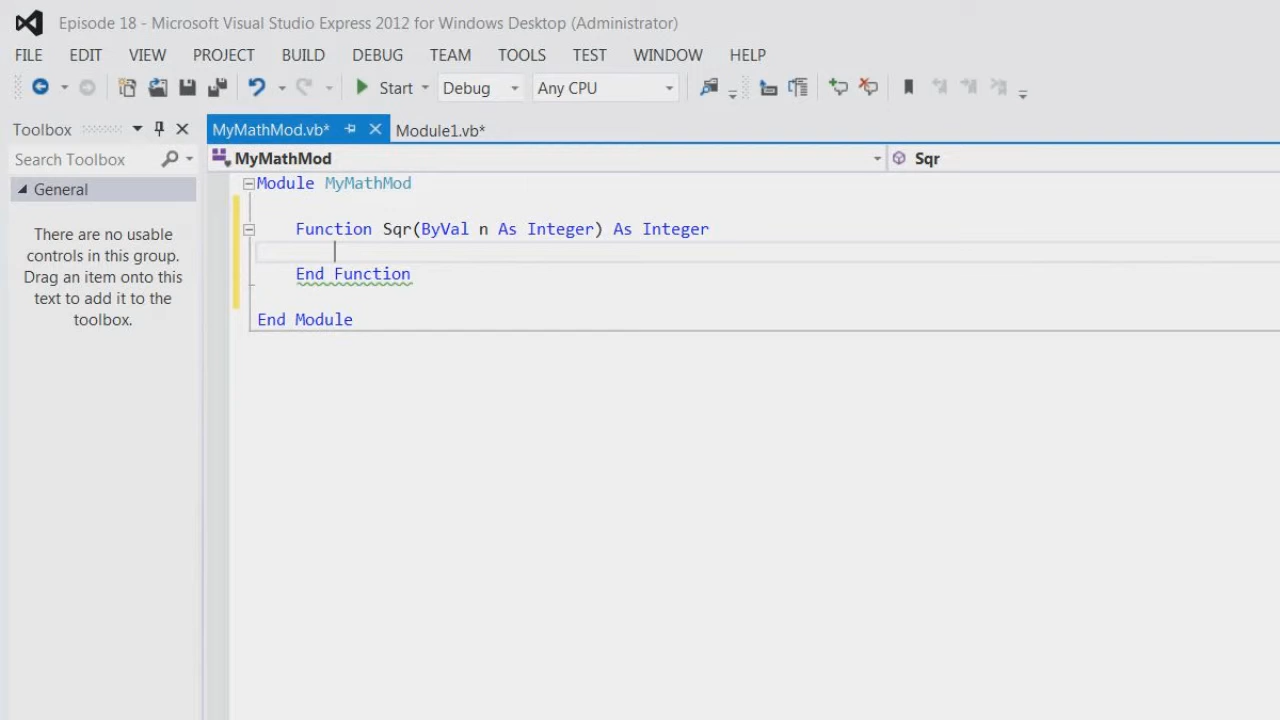 Episode 18 - Microsoft Visual Studio Express 2012 for Windows Desktop (Administrator)
FILE EDIT VIEW PROJECT BUILD DEBUG TEAM TOOLS TEST WINDOW HELP
Start Debug Any CPU
Toolbox MyMathMod.vb* Module1.vb*
Search Toolbox MyMathMod Sqr
General
There are no usable
controls in this group.
Drag an item onto this
text to add it to the
toolbox.
Module MyMathMod
Function Sqr(ByVal n As Integer) As Integer
End Function
End Module